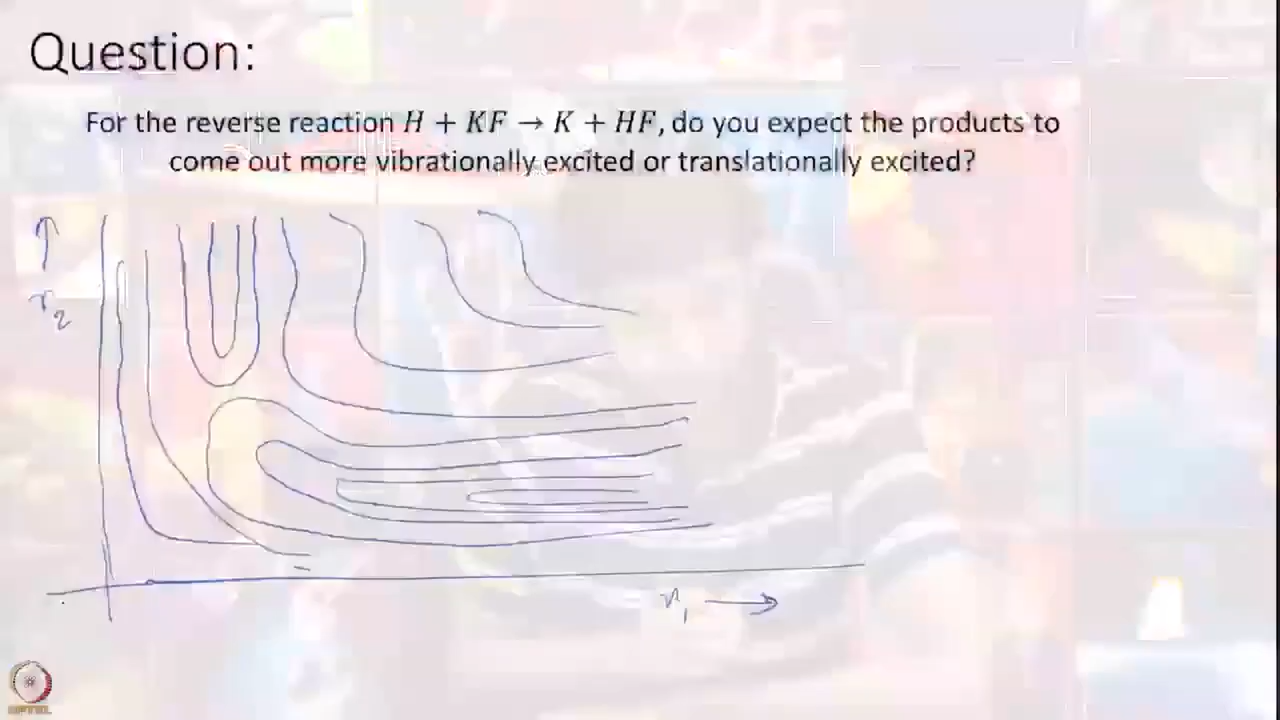 Question:
For the reverse reaction H + KF → K + HF, do you expect the products to
come out more vibrationally excited or translationally excited?
r₂
r₁